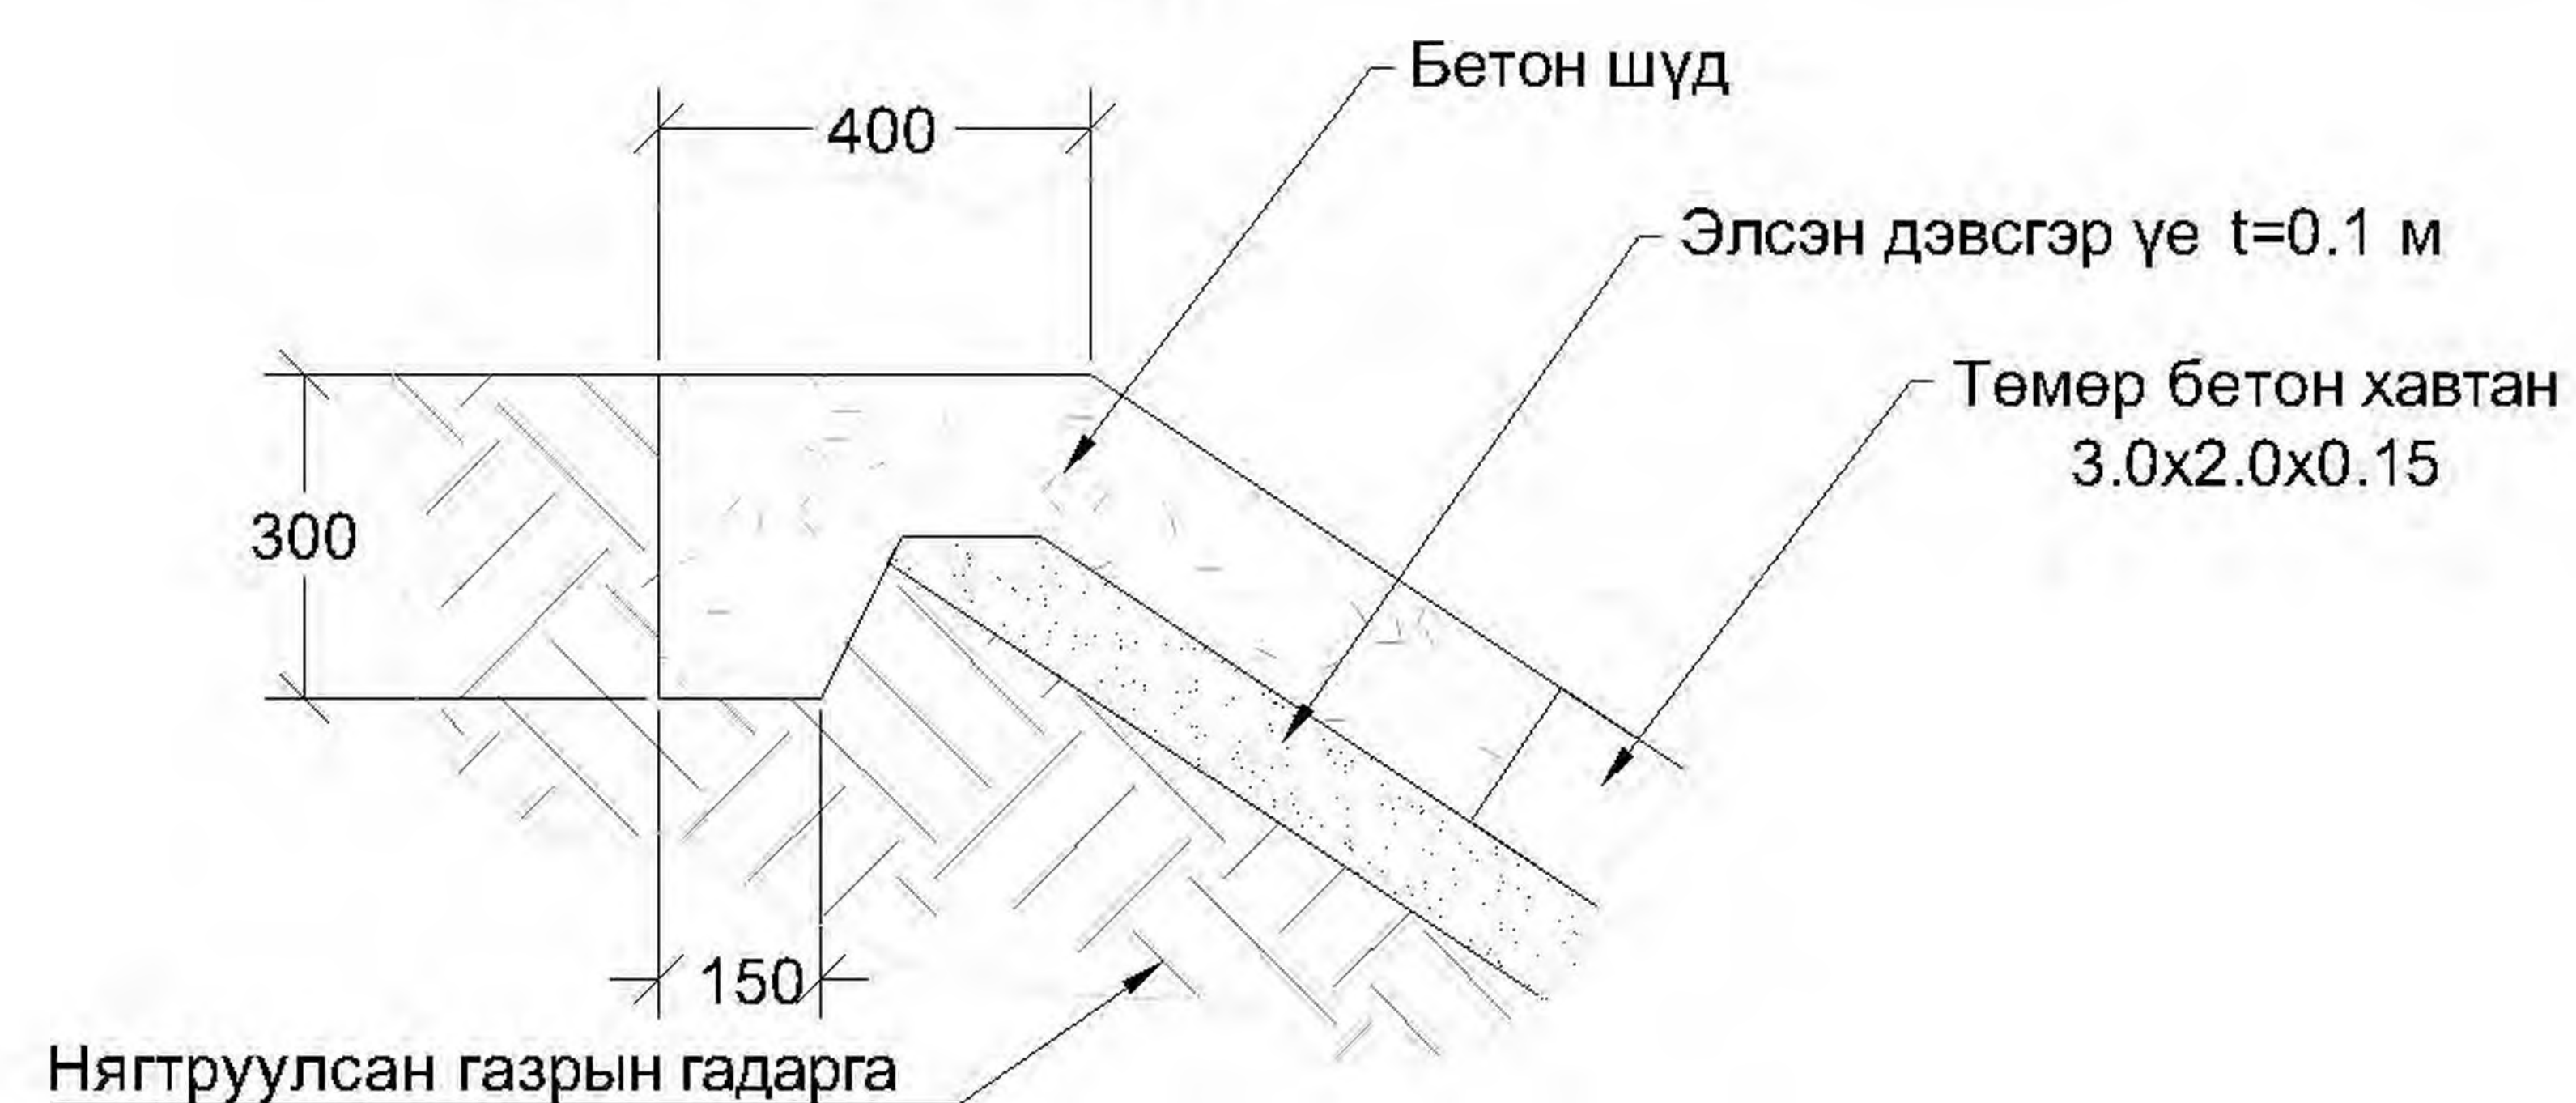 Бетон шүд
400
Элсэн дэвсгэр үе t=0.1 м
Төмөр бетон хавтан
3.0x2.0x0.15
300
150
Нягтруулсан газрын гадарга